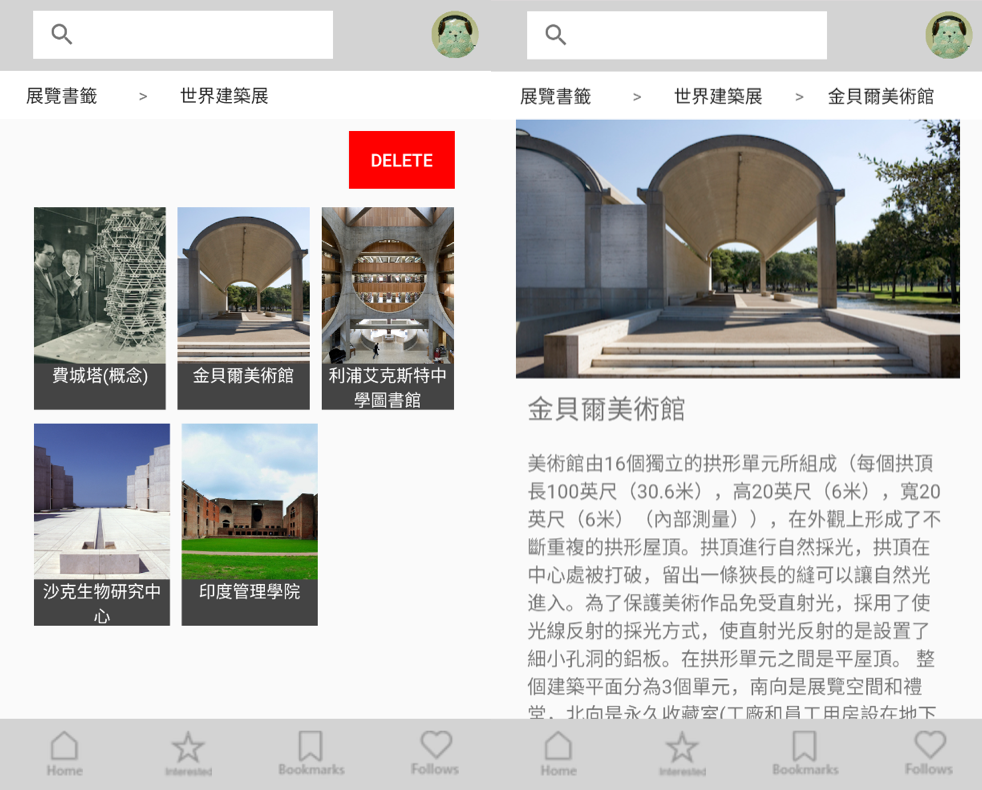 展覽書籤 > 世界建築展
DELETE
費城塔(概念)
金貝爾美術館
利浦艾克斯特中
學圖書館
沙克生物研究中
心
印度管理學院
Home
Interested
Bookmarks
Follows
展覽書籤 > 世界建築展 > 金貝爾美術館
金貝爾美術館
美術館由16個獨立的拱形單元所組成（每個拱頂
長100英尺（30.6米），高20英尺（6米），寬20
英尺（6米）（內部測量）），在外觀上形成了不
斷重複的拱形屋頂。拱頂進行自然採光，拱頂在
中心處被打破，留出一條狹長的縫可以讓自然光
進入。為了保護美術作品免受直射光，採用了使
光線反射的採光方式，使直射光反射的是設置了
細小孔洞的鋁板。在拱形單元之間是平屋頂。 整
個建築平面分為3個單元，南向是展覽空間和禮
堂，北向是永久收藏室(工廠和員工用房設在地下
Home
Interested
Bookmarks
Follows